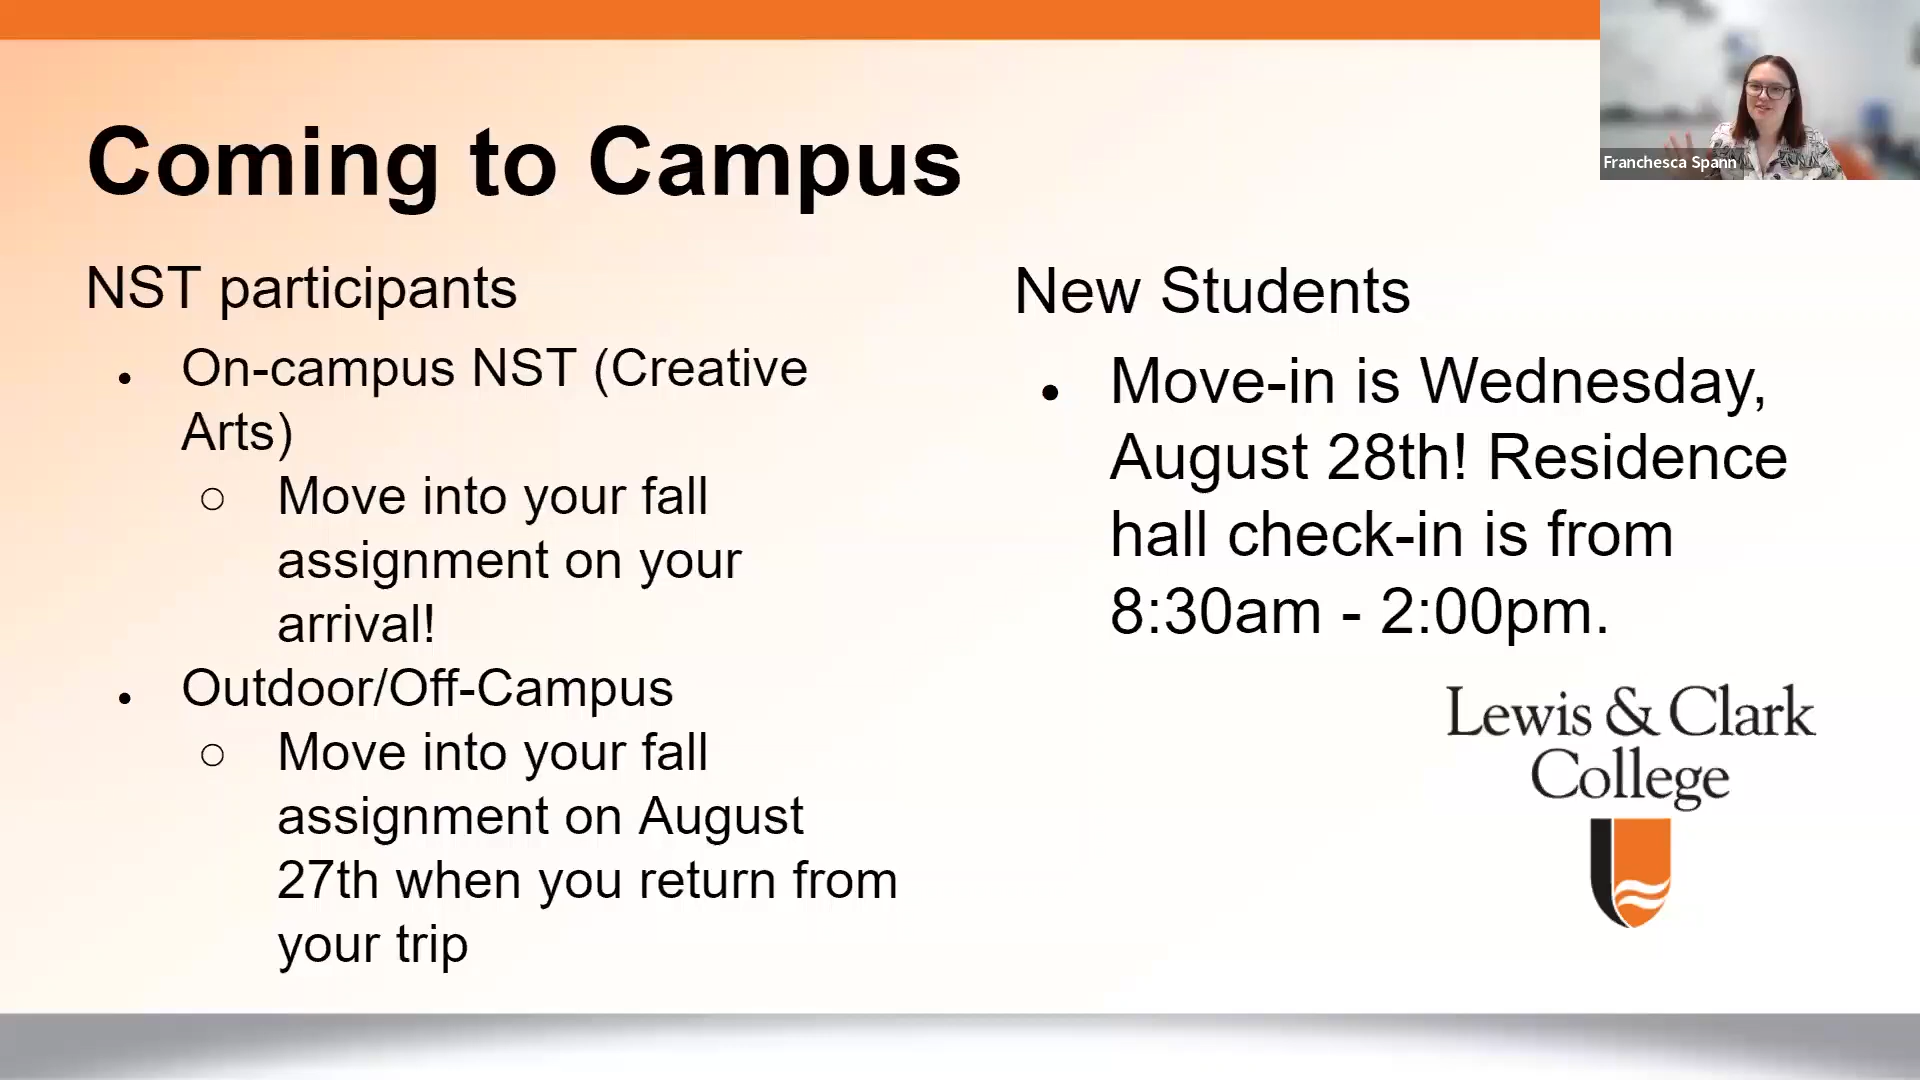 Coming to Campus
Franchesca Spann
NST participants
• On-campus NST (Creative
Arts)
○ Move into your fall
assignment on your
arrival!
• Outdoor/Off-Campus
○ Move into your fall
assignment on August
27th when you return from
your trip
New Students
• Move-in is Wednesday,
August 28th! Residence
hall check-in is from
8:30am - 2:00pm.
Lewis & Clark
College